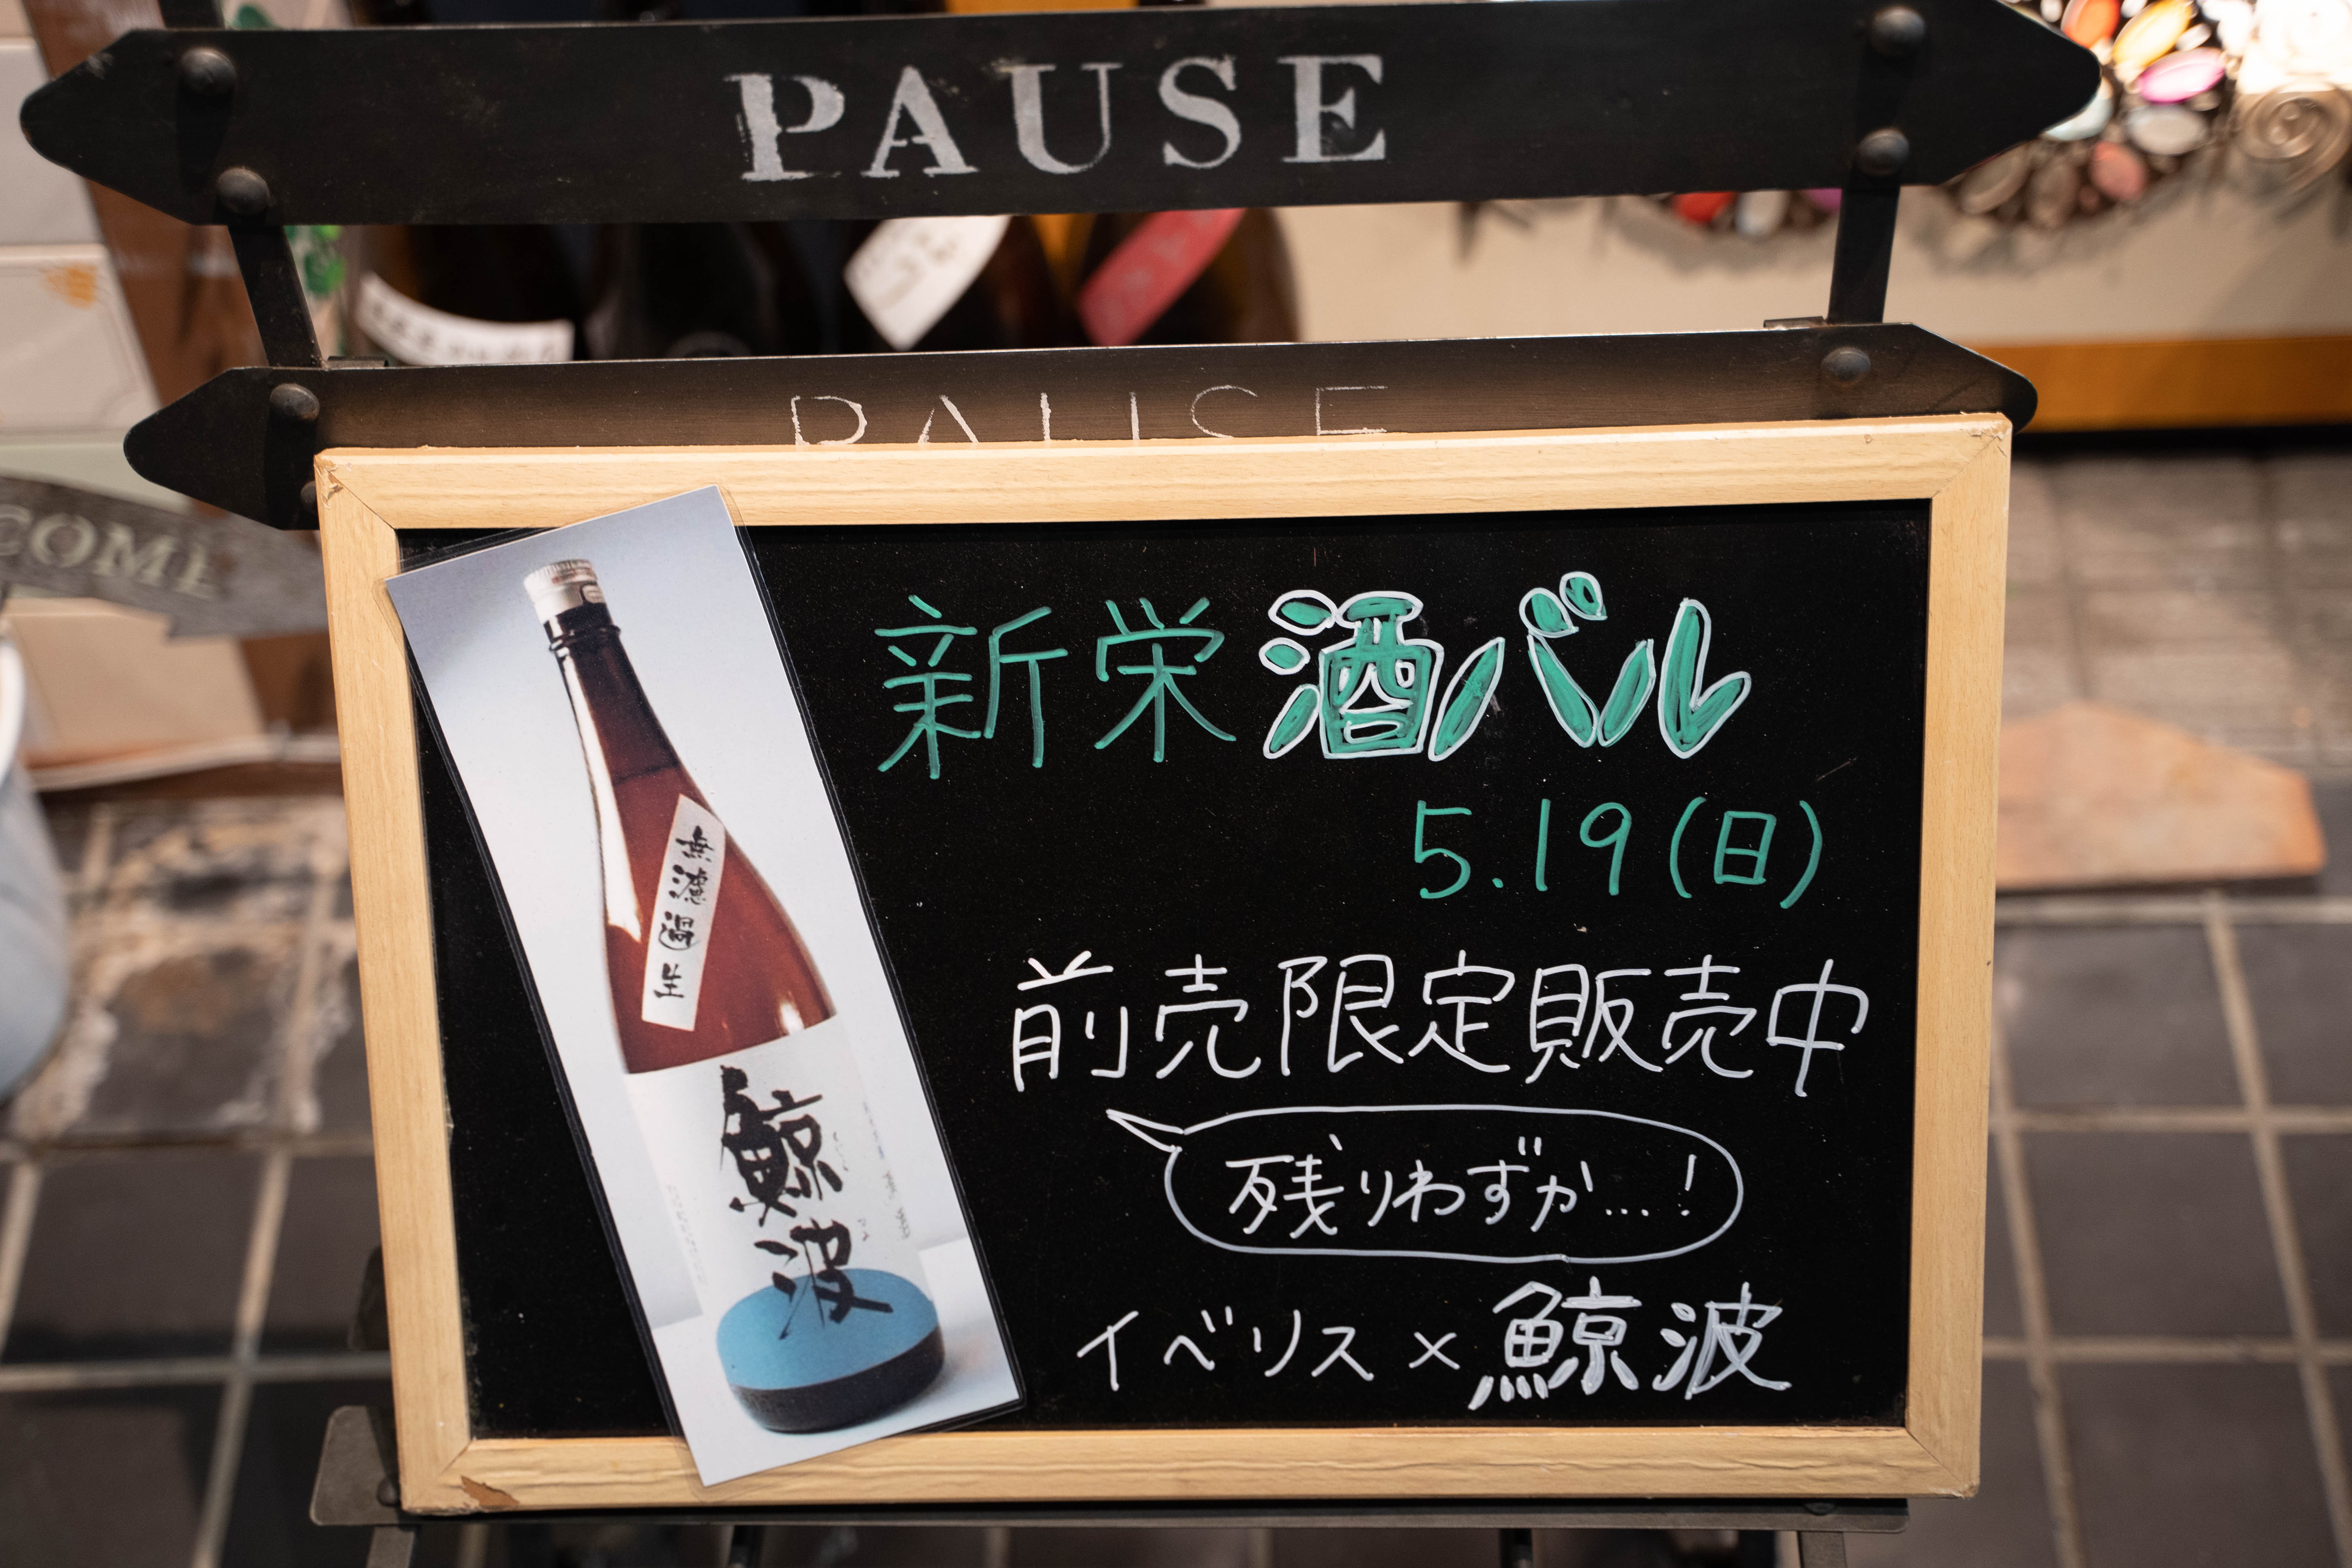 PAUSE
PAUSE
COME
新栄酒バル
5.19(日)
前売限定販売中
残りわずか…!
イベリス×鯨波
無濾過生
鯨波